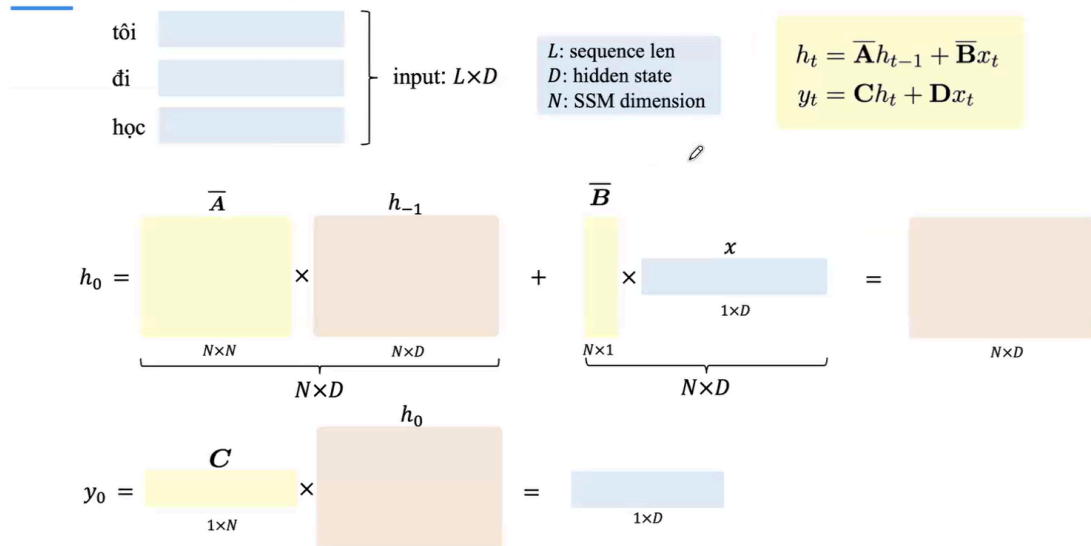 tôi
đi
học
input: L×D
L: sequence len
D: hidden state
N: SSM dimension
h_t = A̅h_{t−1} + B̅x_t
y_t = Ch_t + Dx_t
A̅
h_{−1}
B̅
x
h_0 = × + × =
1×D
N×N
N×D
N×1
N×D
N×D
N×D
h_0
C
y_0 = × =
1×N
1×D